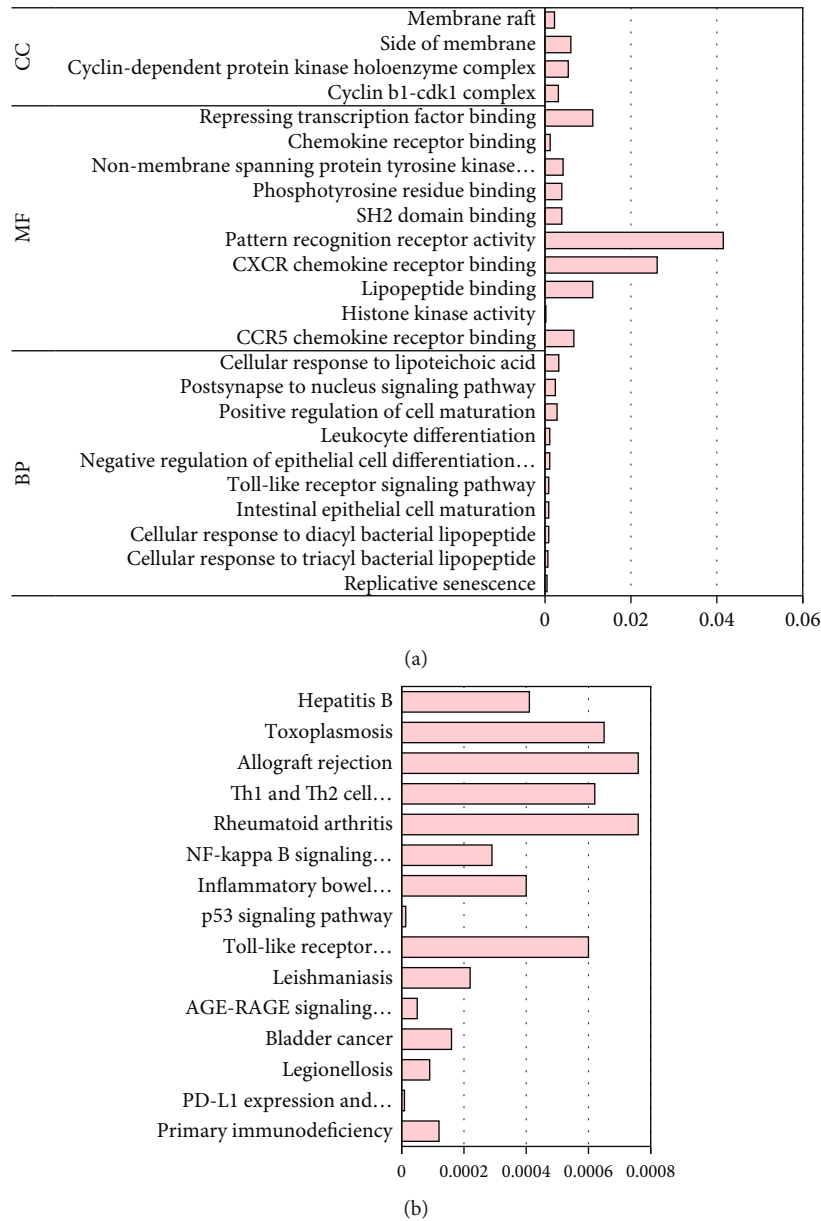 CC
Membrane raft
Side of membrane
Cyclin-dependent protein kinase holoenzyme complex
Cyclin b1-cdk1 complex
MF
Repressing transcription factor binding
Chemokine receptor binding
Non-membrane spanning protein tyrosine kinase…
Phosphotyrosine residue binding
SH2 domain binding
Pattern recognition receptor activity
CXCR chemokine receptor binding
Lipopeptide binding
Histone kinase activity
CCR5 chemokine receptor binding
BP
Cellular response to lipoteichoic acid
Postsynapse to nucleus signaling pathway
Positive regulation of cell maturation
Leukocyte differentiation
Negative regulation of epithelial cell differentiation…
Toll-like receptor signaling pathway
Intestinal epithelial cell maturation
Cellular response to diacyl bacterial lipopeptide
Cellular response to triacyl bacterial lipopeptide
Replicative senescence
0 0.02 0.04 0.06
(a)
Hepatitis B
Toxoplasmosis
Allograft rejection
Th1 and Th2 cell…
Rheumatoid arthritis
NF-kappa B signaling…
Inflammatory bowel…
p53 signaling pathway
Toll-like receptor…
Leishmaniasis
AGE-RAGE signaling…
Bladder cancer
Legionellosis
PD-L1 expression and…
Primary immunodeficiency
0 0.0002 0.0004 0.0006 0.0008
(b)